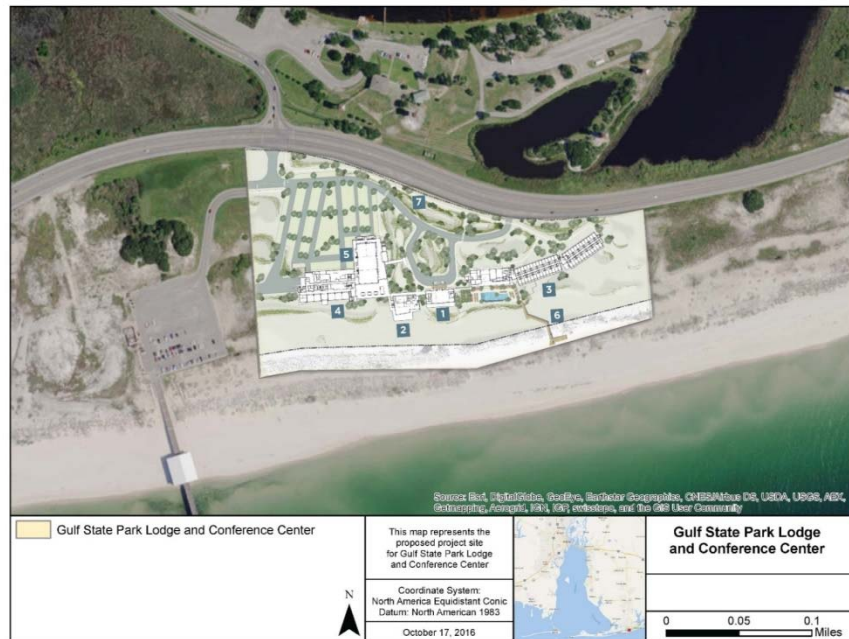 7
5
3
4
1
6
2
Source: Esri, DigitalGlobe, GeoEye, Earthstar Geographics, CNES/Airbus DS, USDA, USGS, AEX,
Getmapping, Aerogrid, IGN, IGP, swisstopo, and the GIS User Community
Gulf State Park Lodge and Conference Center
This map represents the
proposed project site
for Gulf State Park Lodge
and Conference Center
Coordinate System:
North America Equidistant Conic
Datum: North American 1983
October 17, 2016
N
Gulf State Park Lodge
and Conference Center
0 0.05 0.1
Miles